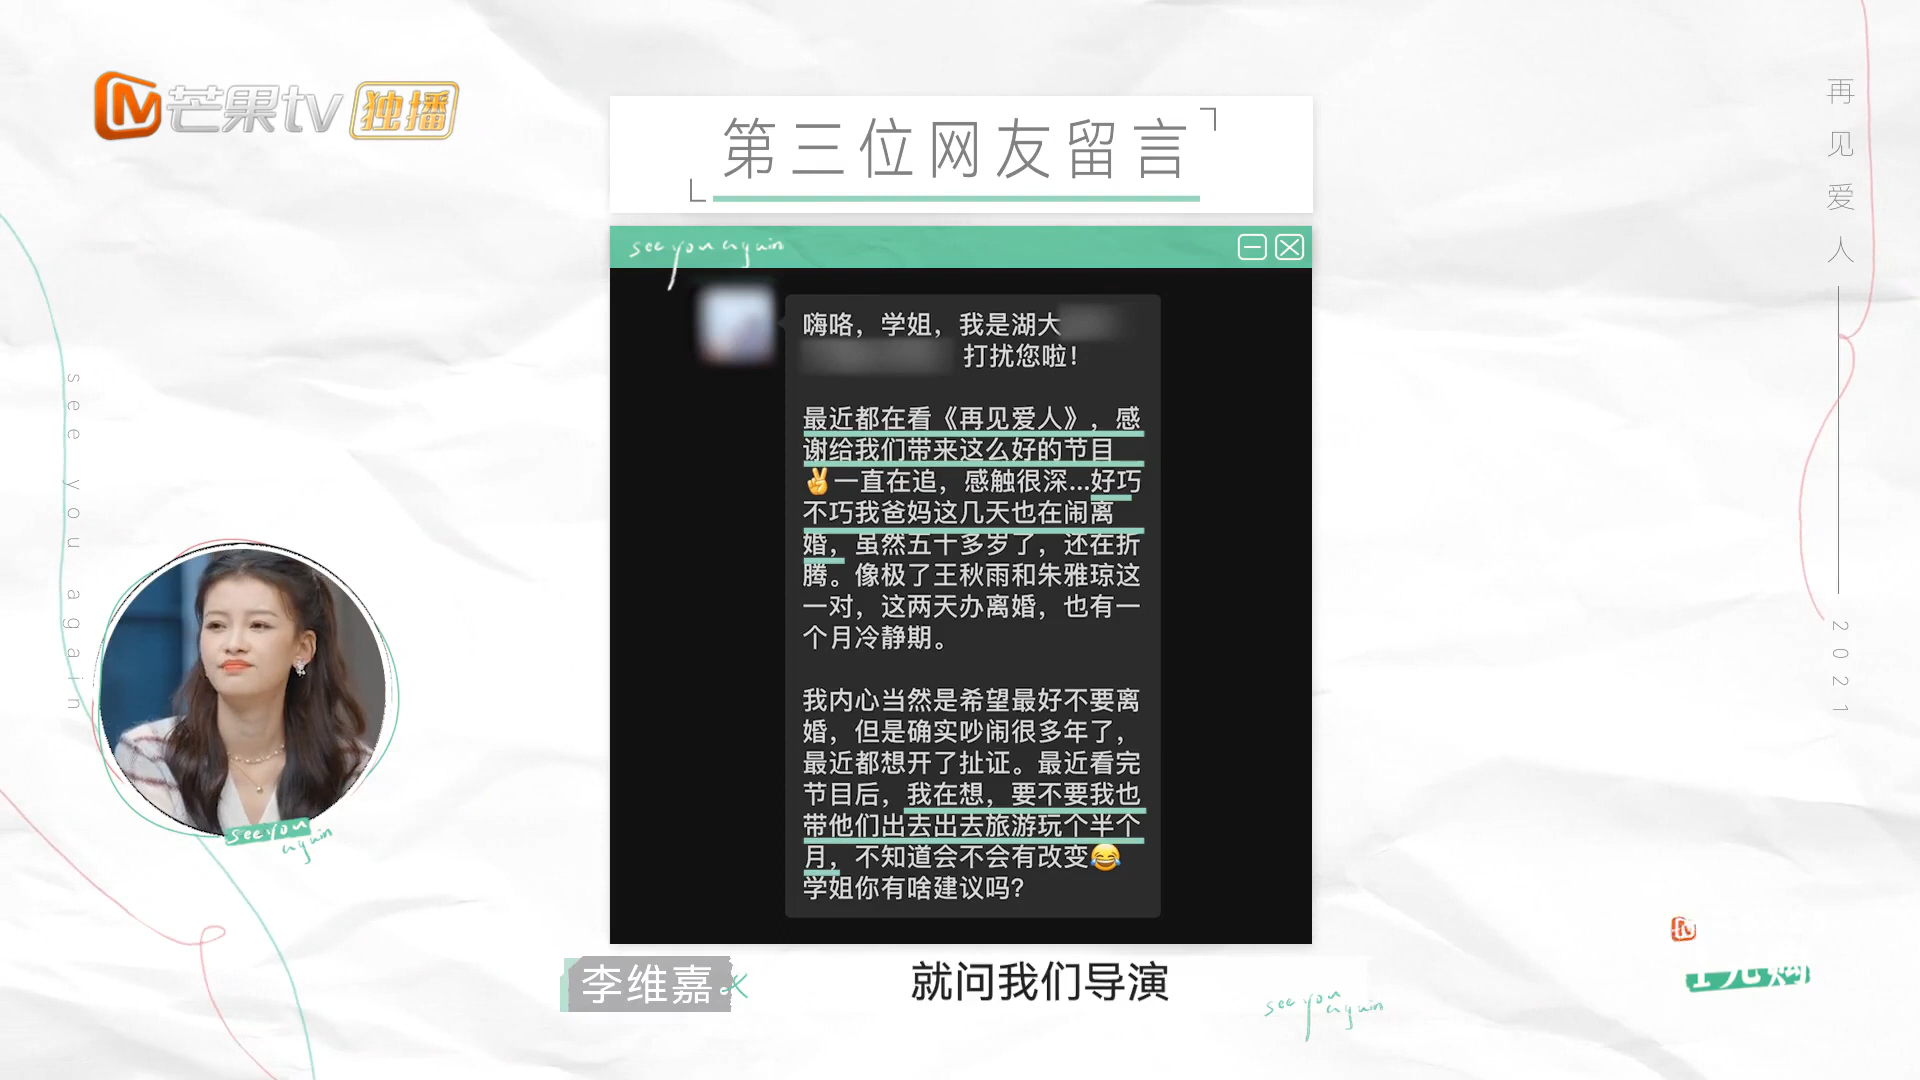 芒果tv 独播
第三位网友留言
see you again
嗨咯，学姐，我是湖大
打扰您啦！
最近都在看《再见爱人》，感
谢给我们带来这么好的节目
✌️一直在追，感触很深...好巧
不巧我爸妈这几天也在闹离
婚，虽然五十多岁了，还在折
腾。像极了王秋雨和朱雅琼这
一对，这两天办离婚，也有一
个月冷静期。
我内心当然是希望最好不要离
婚，但是确实吵闹很多年了，
最近都想开了扯证。最近看完
节目后，我在想，要不要我也
带他们出去出去旅游玩个半个
月，不知道会不会有改变😂
学姐你有啥建议吗？
see you again
see you again
再见爱人
2021
李维嘉
就问我们导演
see you again